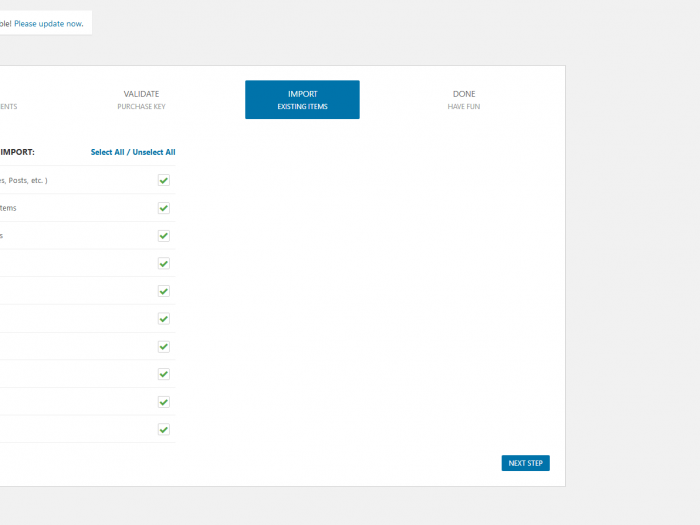 ble! Please update now.
VALIDATE
PURCHASE KEY
IMPORT
EXISTING ITEMS
DONE
HAVE FUN
ENTS
IMPORT:
Select All / Unselect All
s, Posts, etc. )
tems
s
NEXT STEP